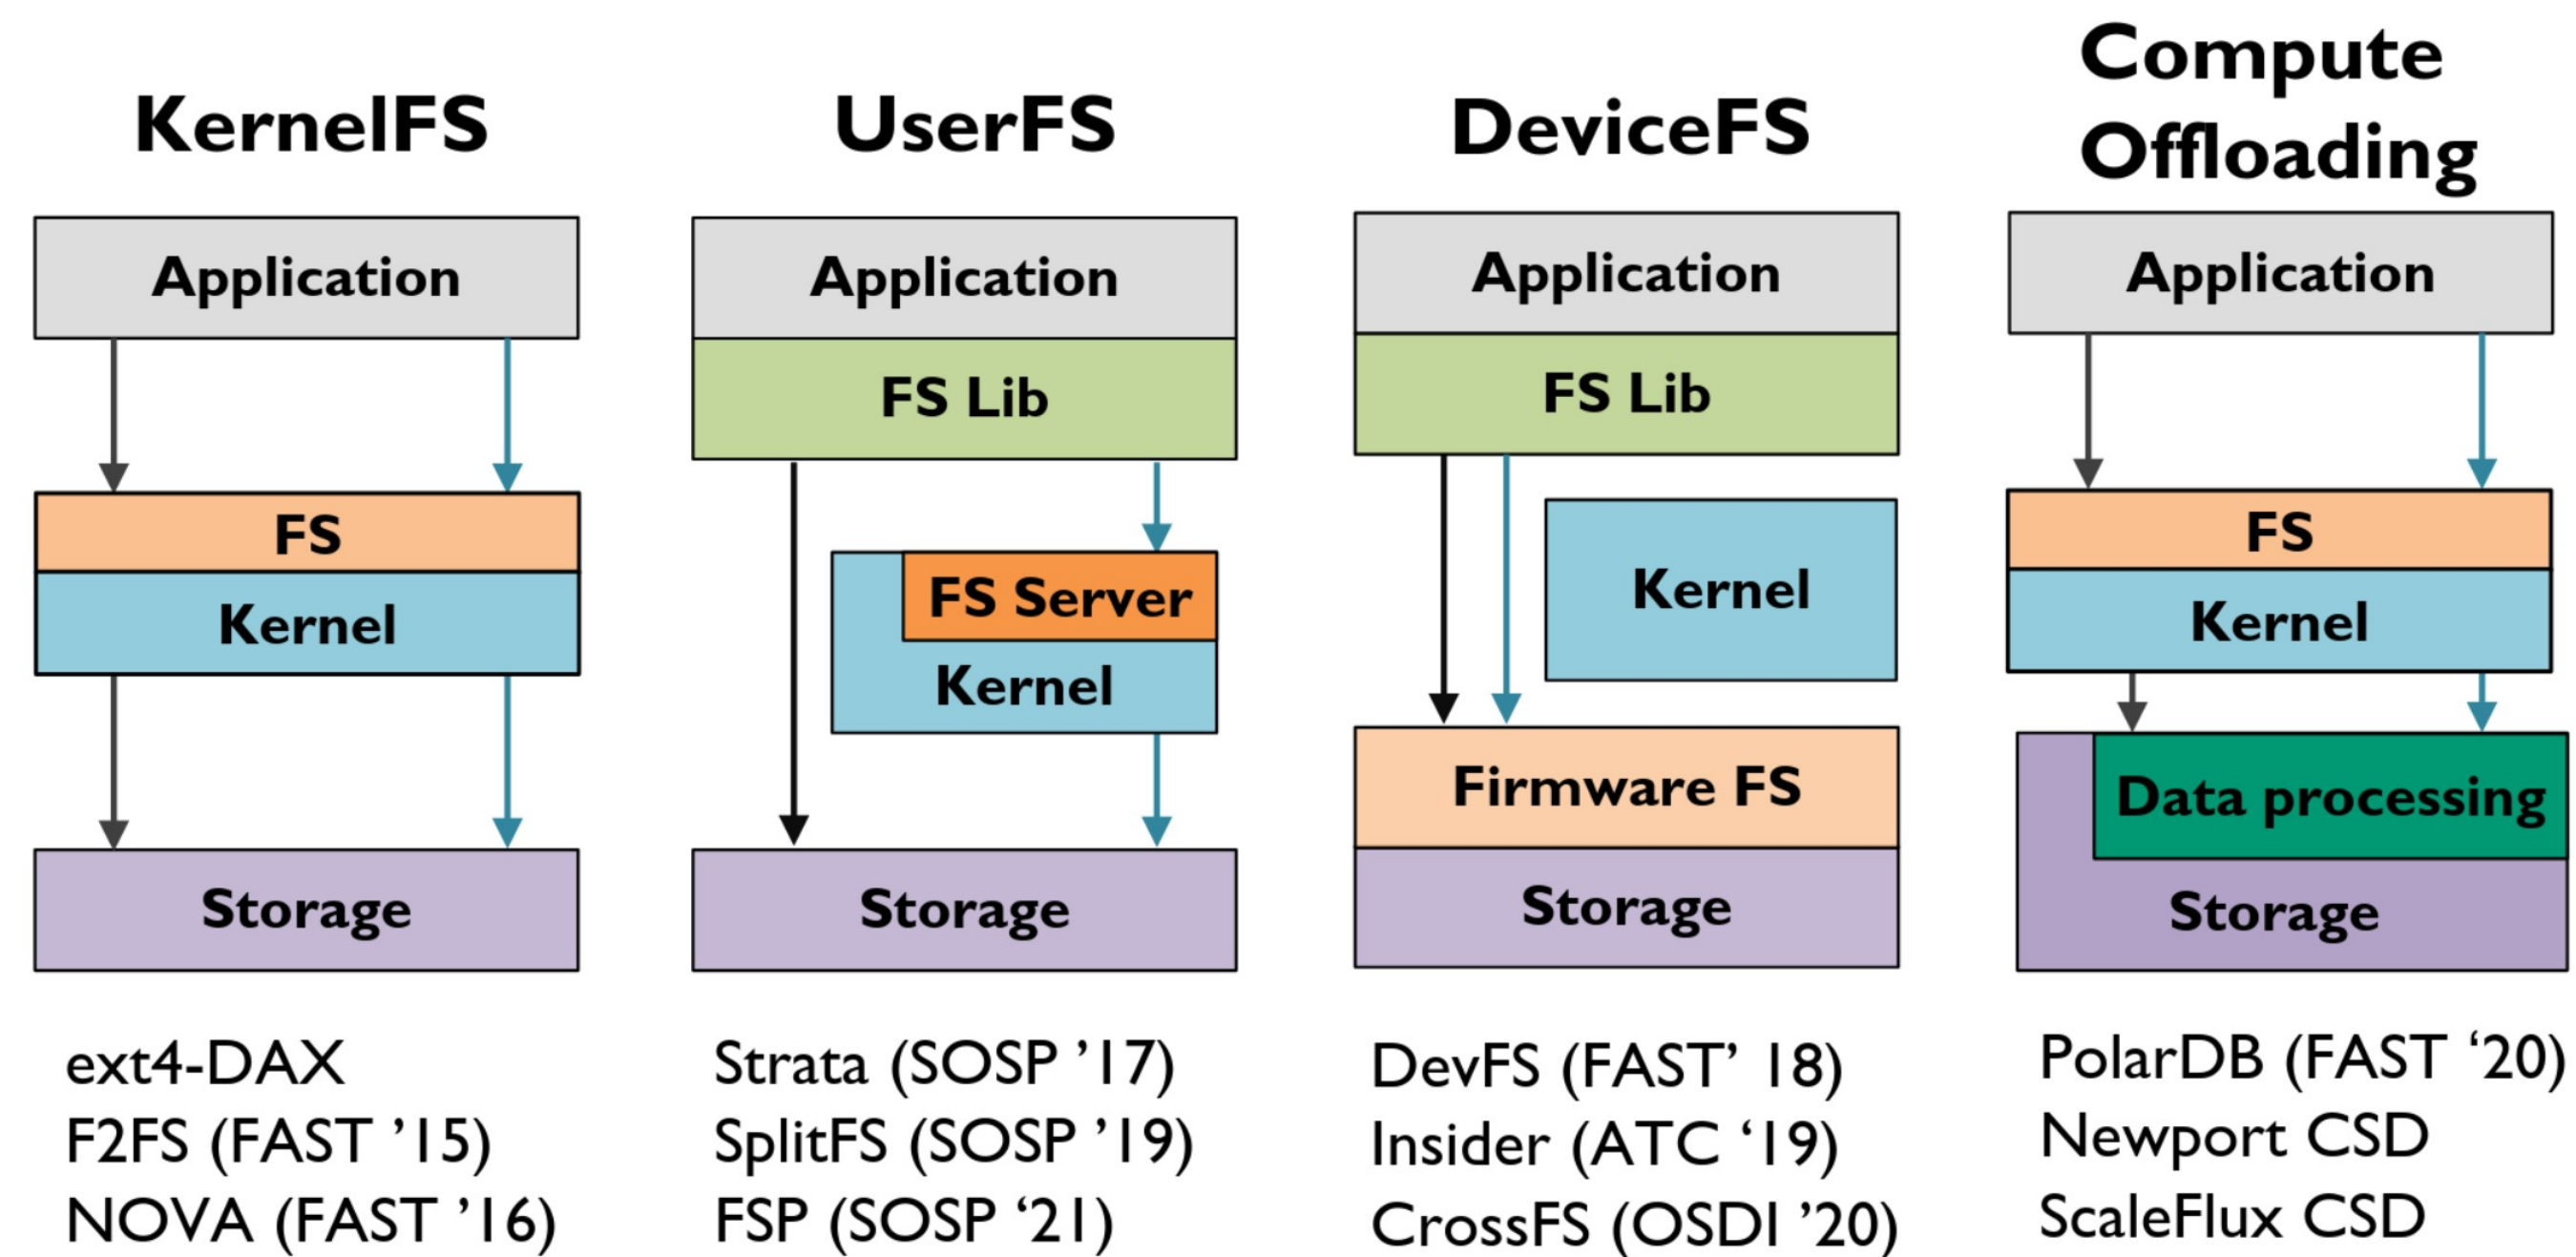 KernelFS
Application
FS
Kernel
Storage
ext4-DAX
F2FS (FAST ’15)
NOVA (FAST ’16)
UserFS
Application
FS Lib
FS Server
Kernel
Storage
Strata (SOSP ’17)
SplitFS (SOSP ’19)
FSP (SOSP ‘21)
DeviceFS
Application
FS Lib
Kernel
Firmware FS
Storage
DevFS (FAST’ 18)
Insider (ATC ‘19)
CrossFS (OSDI ’20)
Compute
Offloading
Application
FS
Kernel
Data processing
Storage
PolarDB (FAST ‘20)
Newport CSD
ScaleFlux CSD